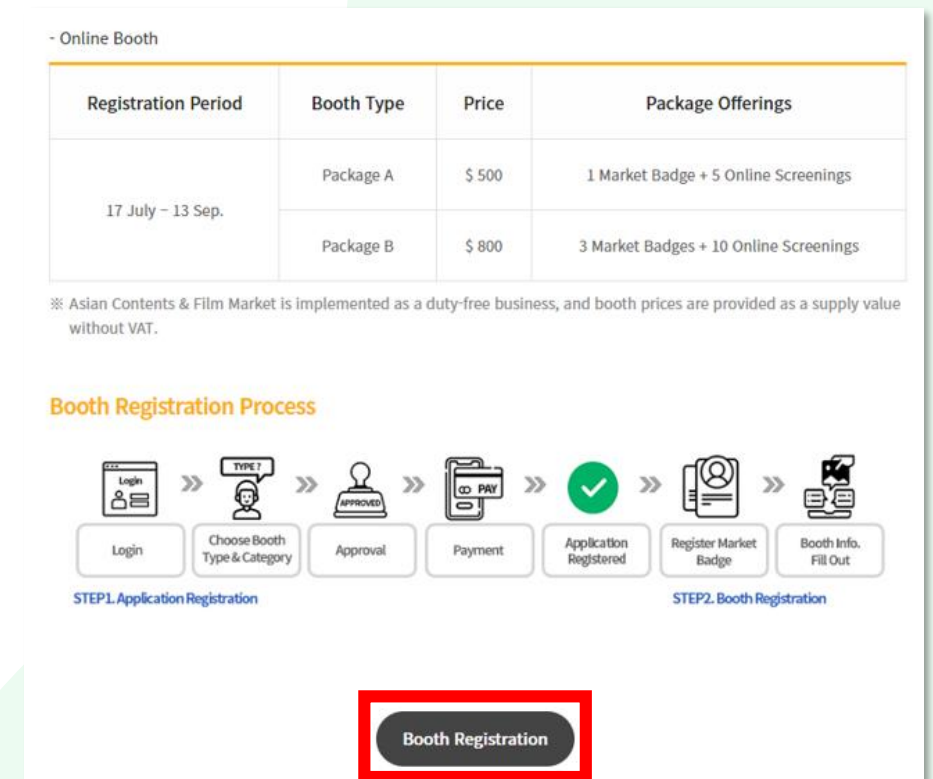 - Online Booth
Registration Period Booth Type Price Package Offerings
17 July ~ 13 Sep.
Package A $ 500 1 Market Badge + 5 Online Screenings
Package B $ 800 3 Market Badges + 10 Online Screenings
※ Asian Contents & Film Market is implemented as a duty-free business, and booth prices are provided as a supply value
without VAT.
Booth Registration Process
Login
TYPE ?
APPROVED
PAY
Login
Choose Booth
Type & Category
Approval
Payment
Application
Registered
Register Market
Badge
Booth Info.
Fill Out
STEP1. Application Registration
STEP2. Booth Registration
Booth Registration